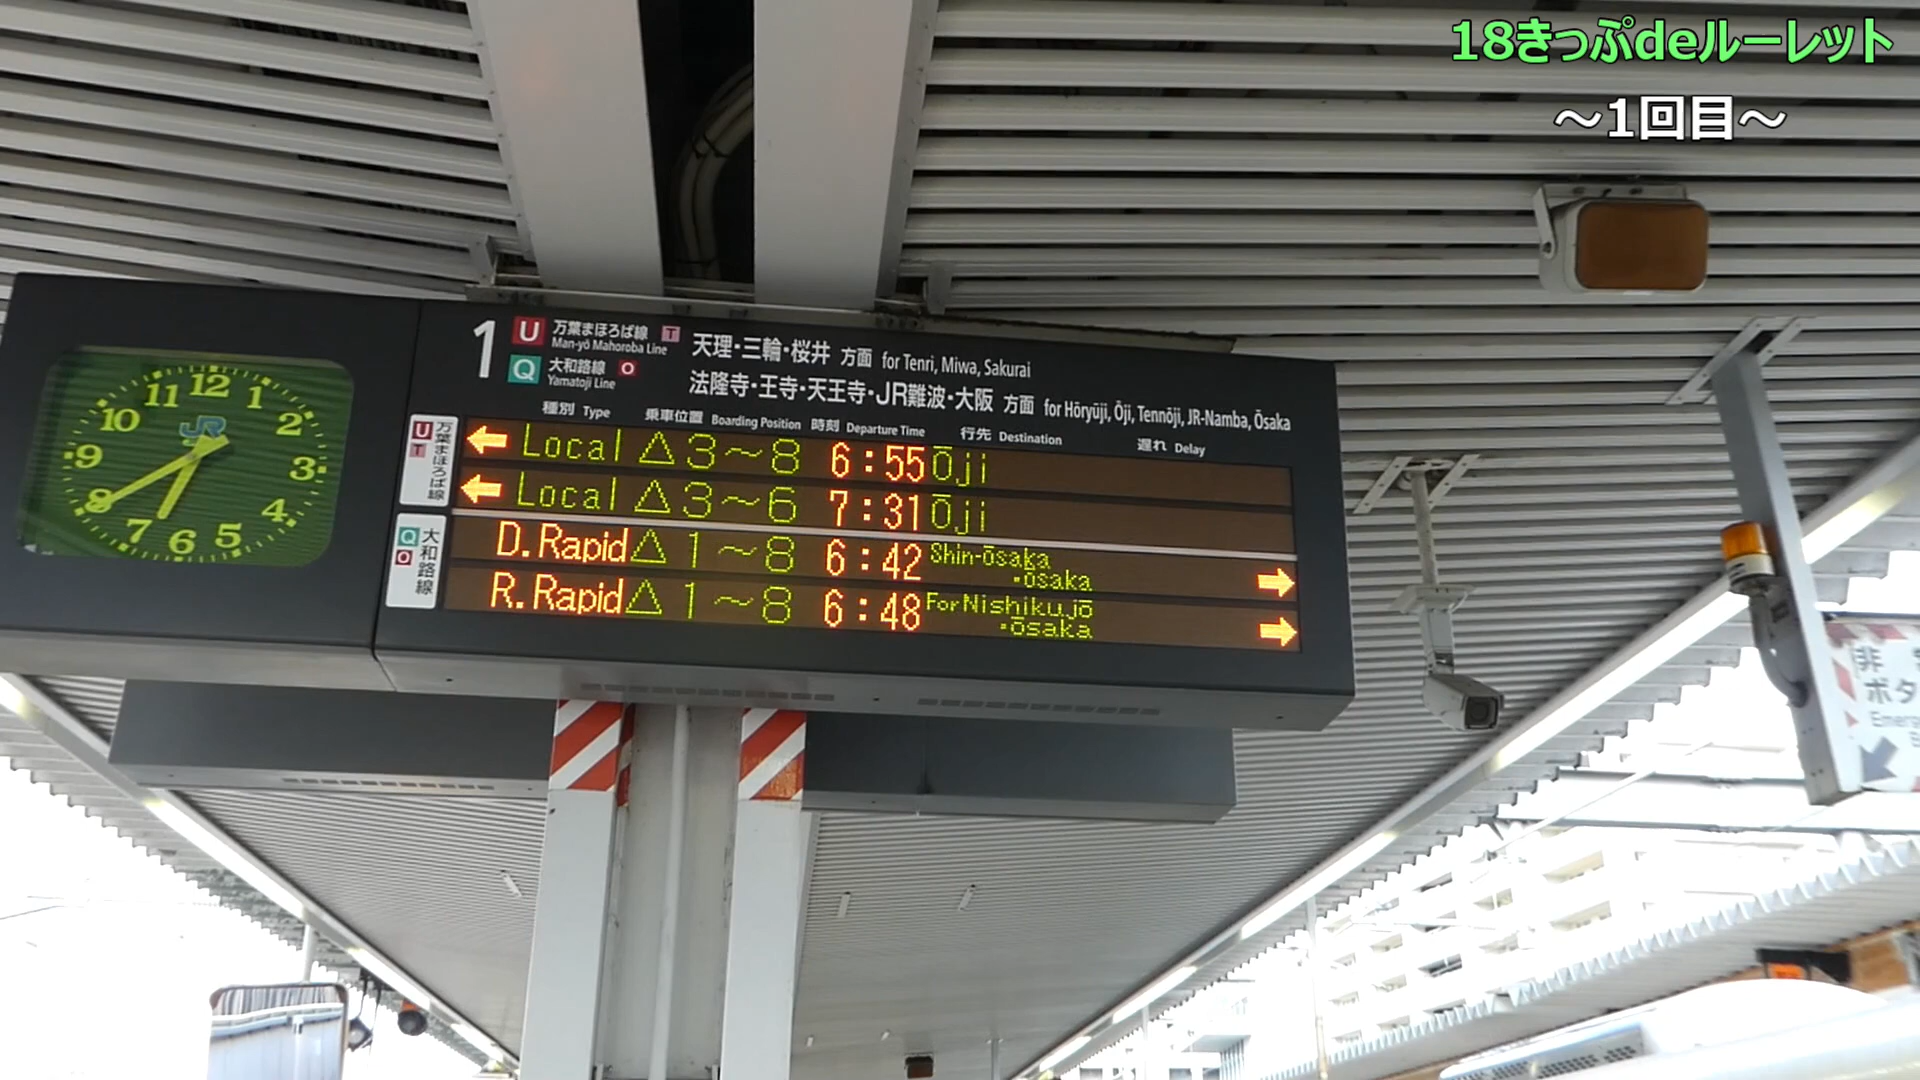 18きっぷdeルーレット
～1回目～
1
U 万葉まほろば線 T
Man-yō Mahoroba Line
天理・三輪・桜井 方面 for Tenri, Miwa, Sakurai
Q 大和路線 O
Yamatoji Line
法隆寺・王寺・天王寺・JR難波・大阪 方面 for Hōryūji, Ōji, Tennōji, JR-Namba, Ōsaka
種別 Type 乗車位置 Boarding Position 時刻 Departure Time 行先 Destination 遅れ Delay
U T 万葉まほろば線
← Local △3～8 6:55 Ōji
← Local △3～6 7:31 Ōji
Q O 大和路線
D.Rapid △1～8 6:42 Shin-ōsaka・ōsaka →
R.Rapid △1～8 6:48 For Nishikujō・ōsaka →
JR
12 1 2 3 4 5 6 7 8 9 10 11
非
ボタ